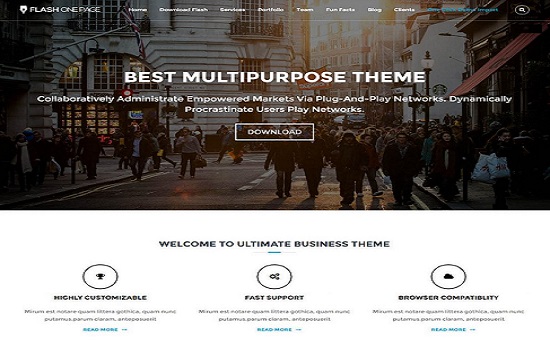 FLASH ONE PAGE
Home Download Flash Services Portfolio Team Fun Facts Blog Clients
BEST MULTIPURPOSE THEME
Collaboratively Administrate Empowered Markets Via Plug-And-Play Networks. Dynamically
Procrastinate Users Play Networks.
DOWNLOAD
WELCOME TO ULTIMATE BUSINESS THEME
HIGHLY CUSTOMIZABLE
Mirum est notare quam littera gothica, quam nunc
putamus,parum claram, anteposuerit
READ MORE →
FAST SUPPORT
Mirum est notare quam littera gothica, quam nunc
putamus,parum claram, anteposuerit
READ MORE →
BROWSER COMPATIBLITY
Mirum est notare quam littera gothica, quam nunc
putamus,parum claram, anteposuerit
READ MORE →